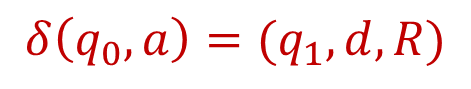 𝛿(𝑞₀, 𝑎) = (𝑞₁, 𝑑, 𝑅)